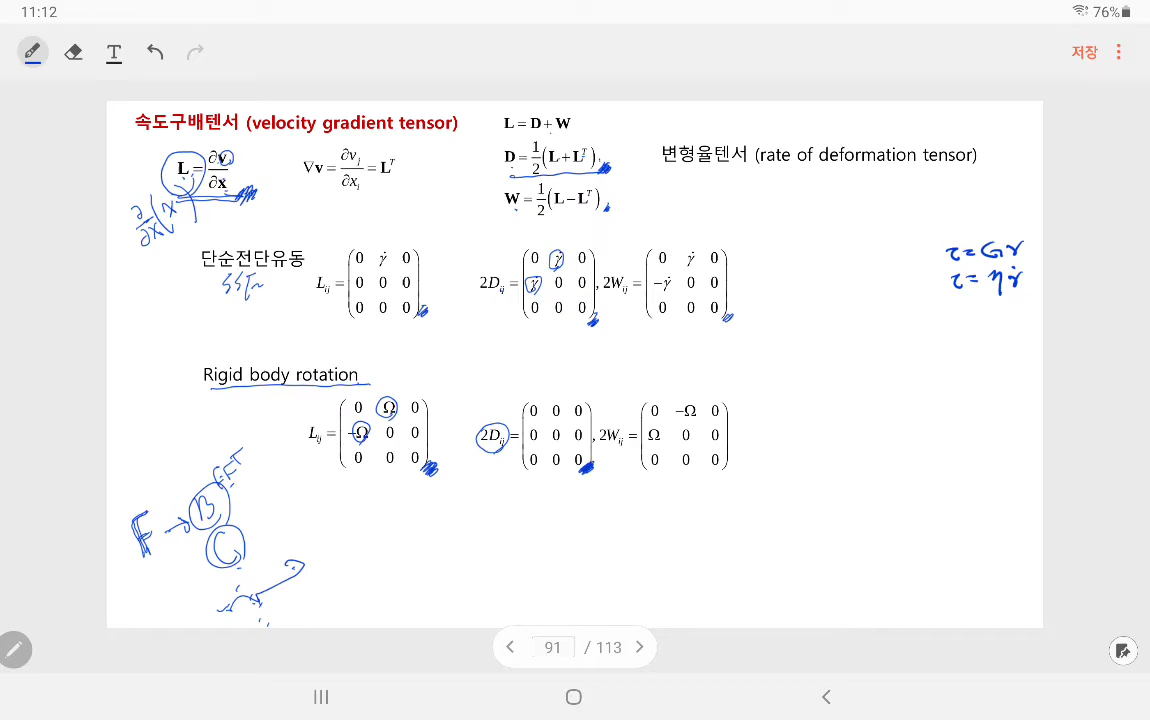 11:12
76%
T
저장
속도구배텐서 (velocity gradient tensor)
L = ∂v/∂x
∇v = ∂v_j/∂x_i = L^T
L = D + W
D = 1/2 (L + L^T)
W = 1/2 (L − L^T)
변형율텐서 (rate of deformation tensor)
∂/∂x (x
τ = Gγ
τ = ηγ̇
단순전단유동
L_ij = ( 0 γ̇ 0
0 0 0
0 0 0 )
2D_ij = ( 0 γ̇ 0
γ̇ 0 0
0 0 0 )
, 2W_ij = ( 0 γ̇ 0
−γ̇ 0 0
0 0 0 )
Rigid body rotation
L_ij = ( 0 Ω 0
−Ω 0 0
0 0 0 )
2D_ij = ( 0 0 0
0 0 0
0 0 0 )
, 2W_ij = ( 0 −Ω 0
Ω 0 0
0 0 0 )
F → B
FF^T
C
91 / 113